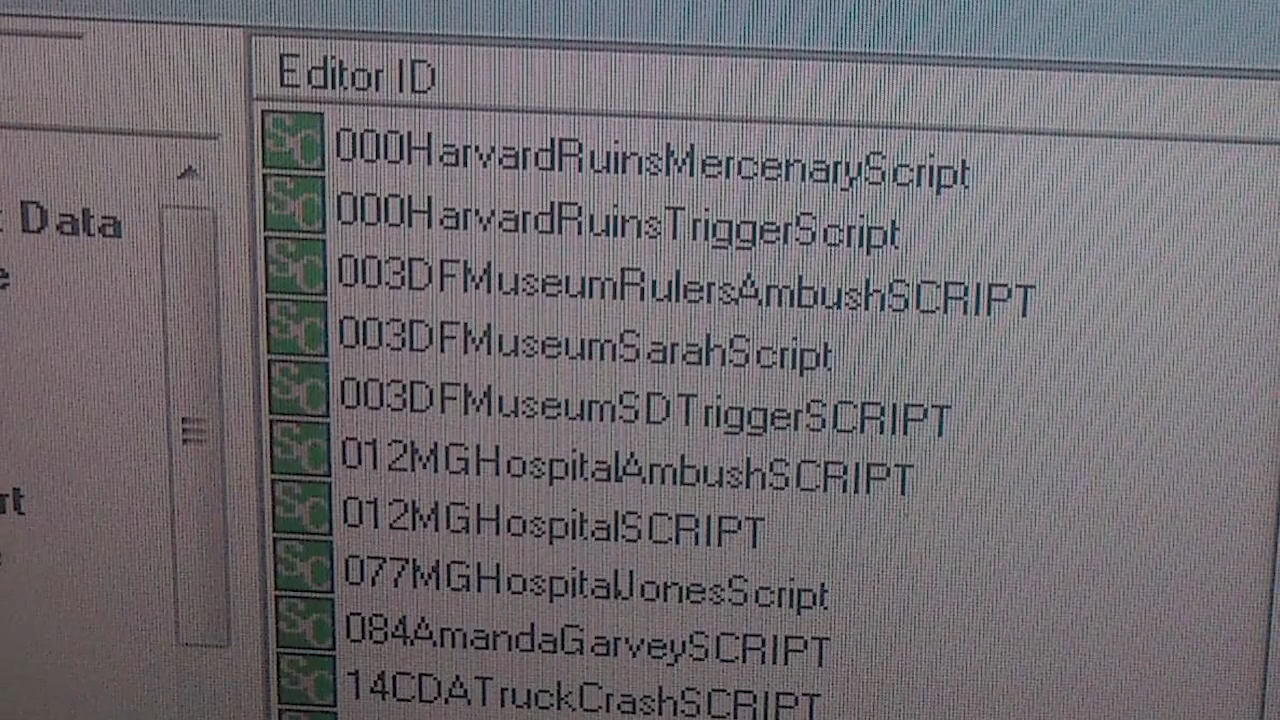 Editor ID
000HarvardRuinsMercenaryScript
000HarvardRuinsTriggerScript
003DFMuseumRulersAmbushSCRIPT
Data
003DFMuseumSarahScript
003DFMuseumSDTriggerSCRIPT
012MGHospitalAmbushSCRIPT
012MGHospitalSCRIPT
077MGHospitalJonesScript
084AmandaGarveySCRIPT
14CDATruckCrashSCRIPT